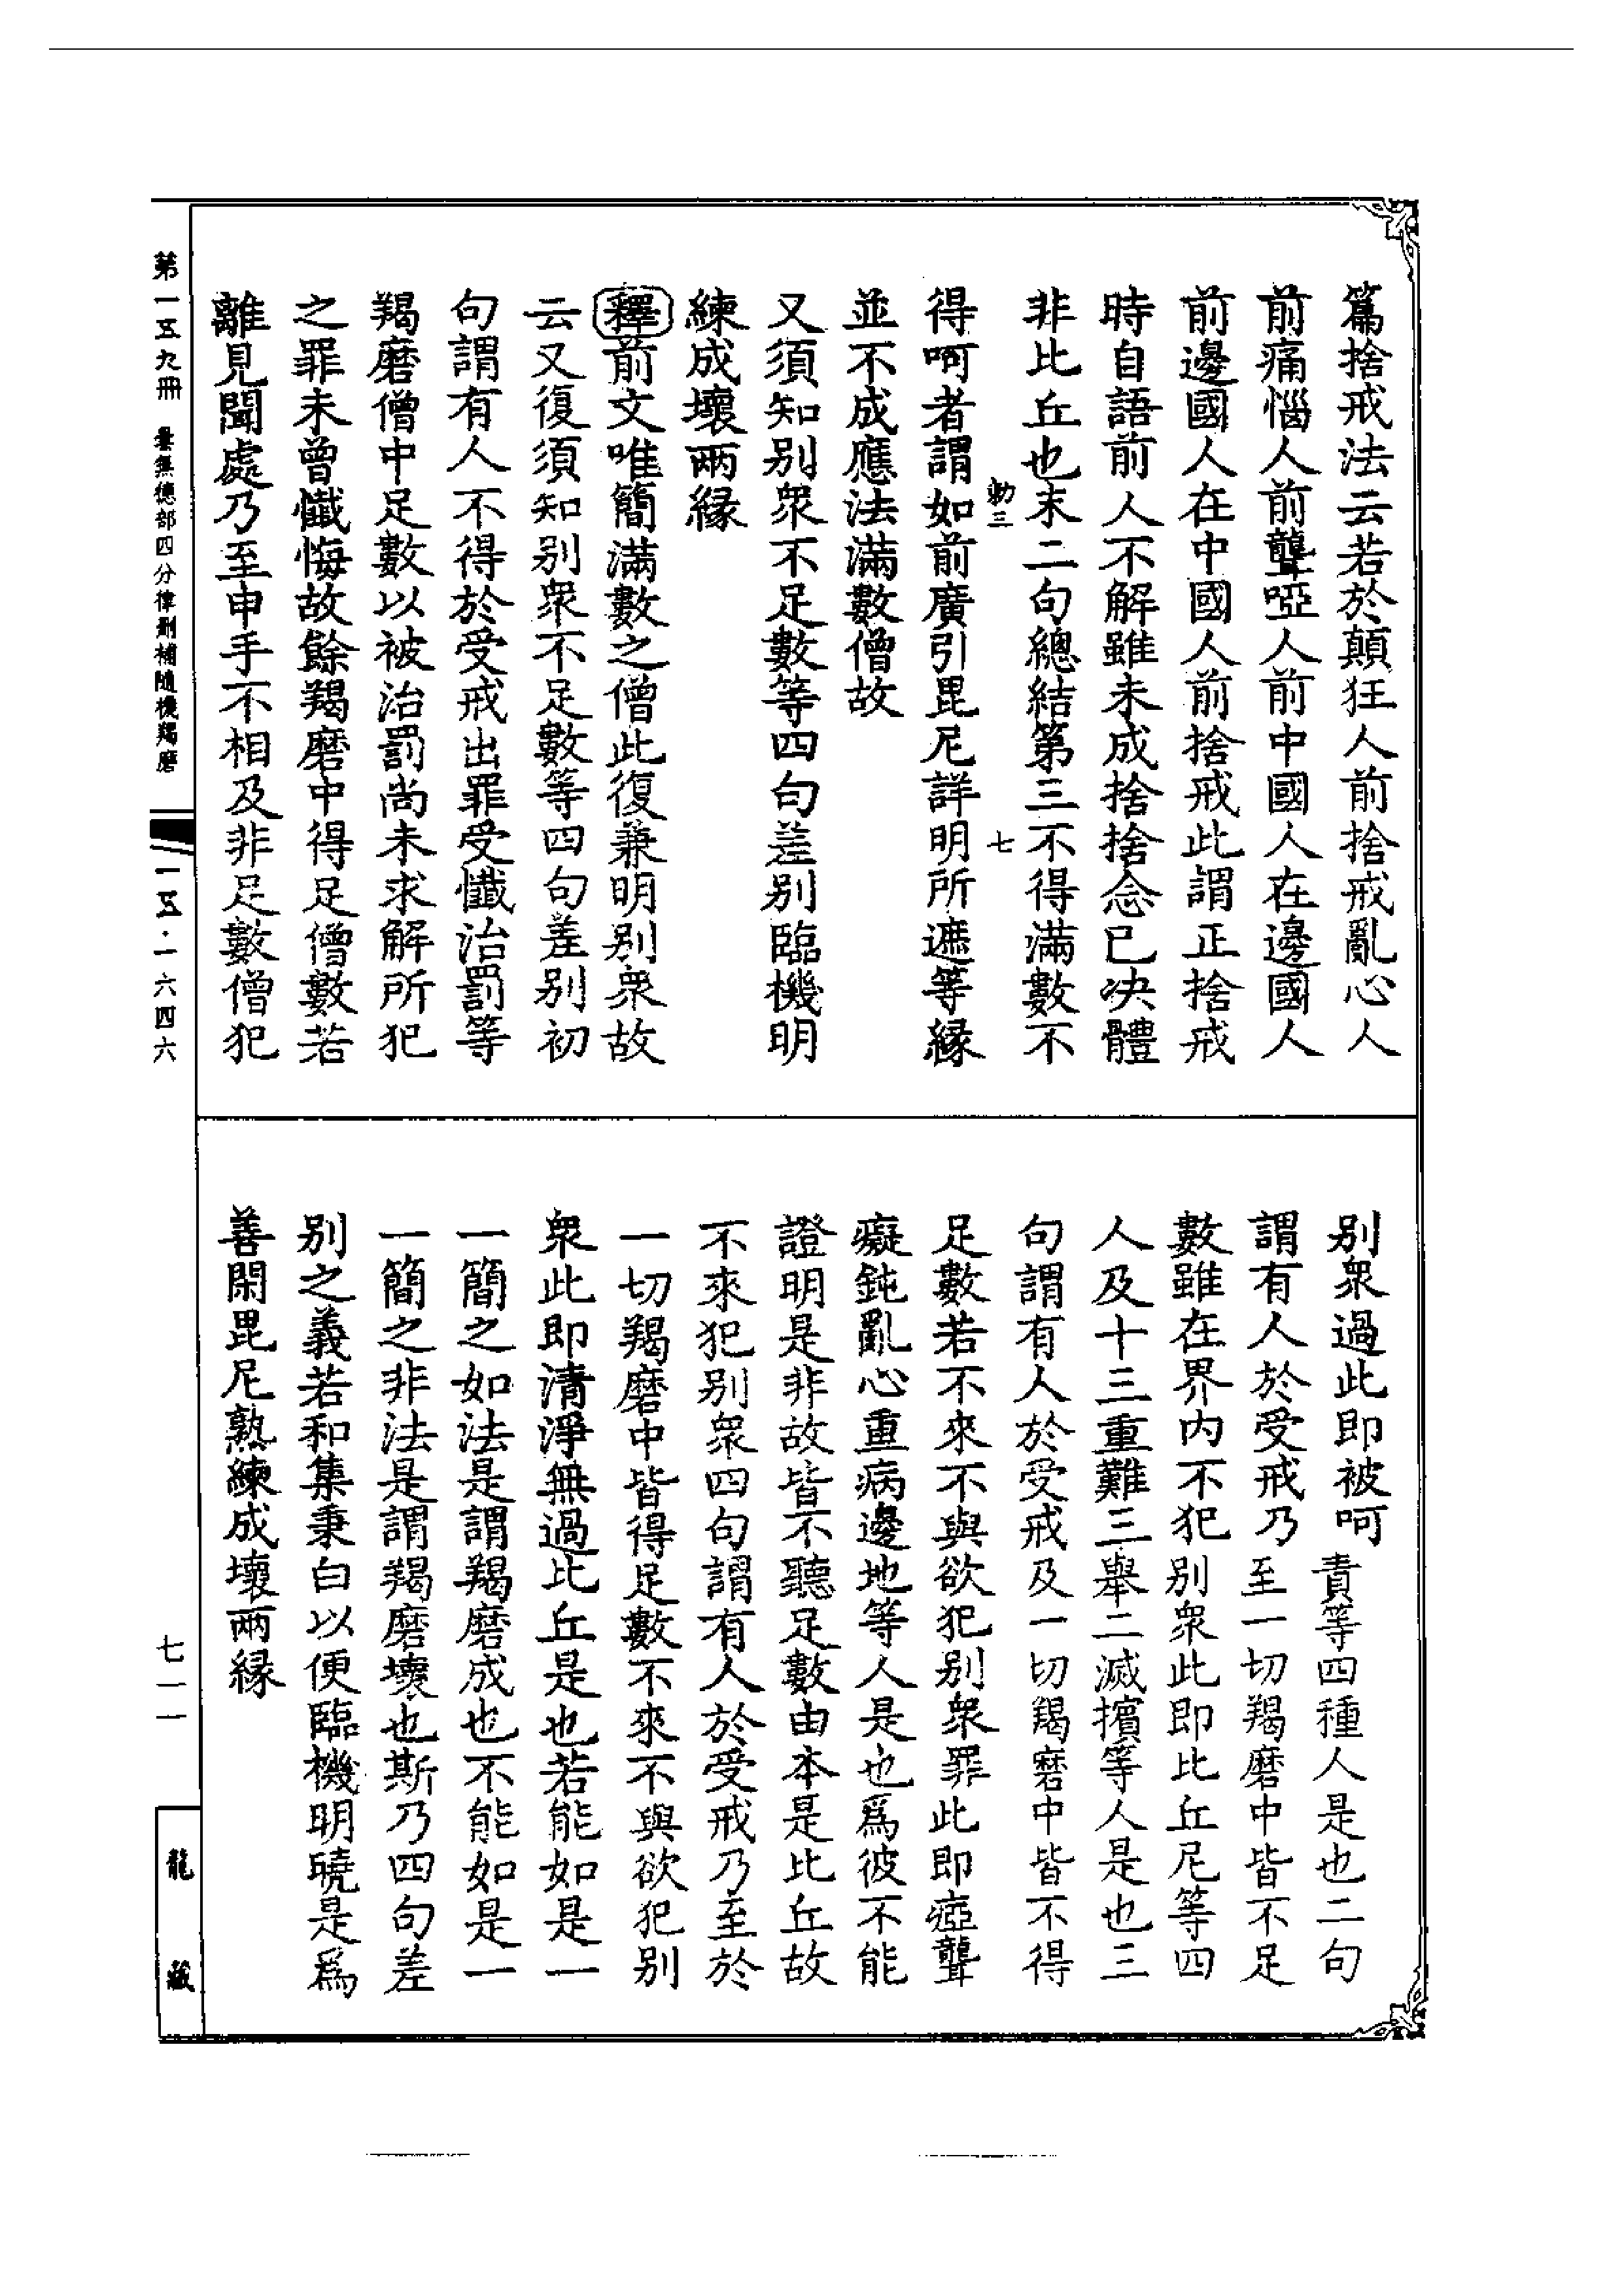 篇捨戒法云若於顛狂人前捨戒亂心人
前痛惱人前聾啞人前中國人在邊國人
前邊國人在中國人前捨戒此謂正捨戒
時自語前人不解雖未成捨捨念已决體
非比丘也末二句總結第三不得滿數不
勅三
七
得呵者謂如前廣引毘尼詳明所遮等緣
並不成應法滿數僧故
又須知别衆不足數等四句差别臨機明
練成壞兩緣
釋前文唯簡滿數之僧此復兼明别衆故
云又復須知别衆不足數等四句差别初
句謂有人不得於受戒出罪受懺治罰等
羯磨僧中足數以被治罰尚未求解所犯
之罪未曾懺悔故餘羯磨中得足僧數若
離見聞處乃至申手不相及非足數僧犯
别衆過此即被呵責等四種人是也二句
謂有人於受戒乃至一切羯磨中皆不足
數雖在界内不犯别衆此即比丘尼等四
人及十三重難三舉二滅擯等人是也三
句謂有人於受戒及一切羯磨中皆不得
足數若不來不與欲犯别衆罪此即瘂聾
癡鈍亂心重病邊地等人是也爲彼不能
證明是非故皆不聽足數由本是比丘故
不來犯别衆四句謂有人於受戒乃至於
一切羯磨中皆得足數不來不與欲犯别
衆此即清淨無過比丘是也若能如是一
一簡之如法是謂羯磨成也不能如是一
一簡之非法是謂羯磨壞也斯乃四句差
别之義若和集秉白以便臨機明曉是爲
善閑毘尼熟練成壞兩緣
第一五九冊 曇無德部四分律刪補隨機羯磨
一五·一六四六
七一一
龍藏